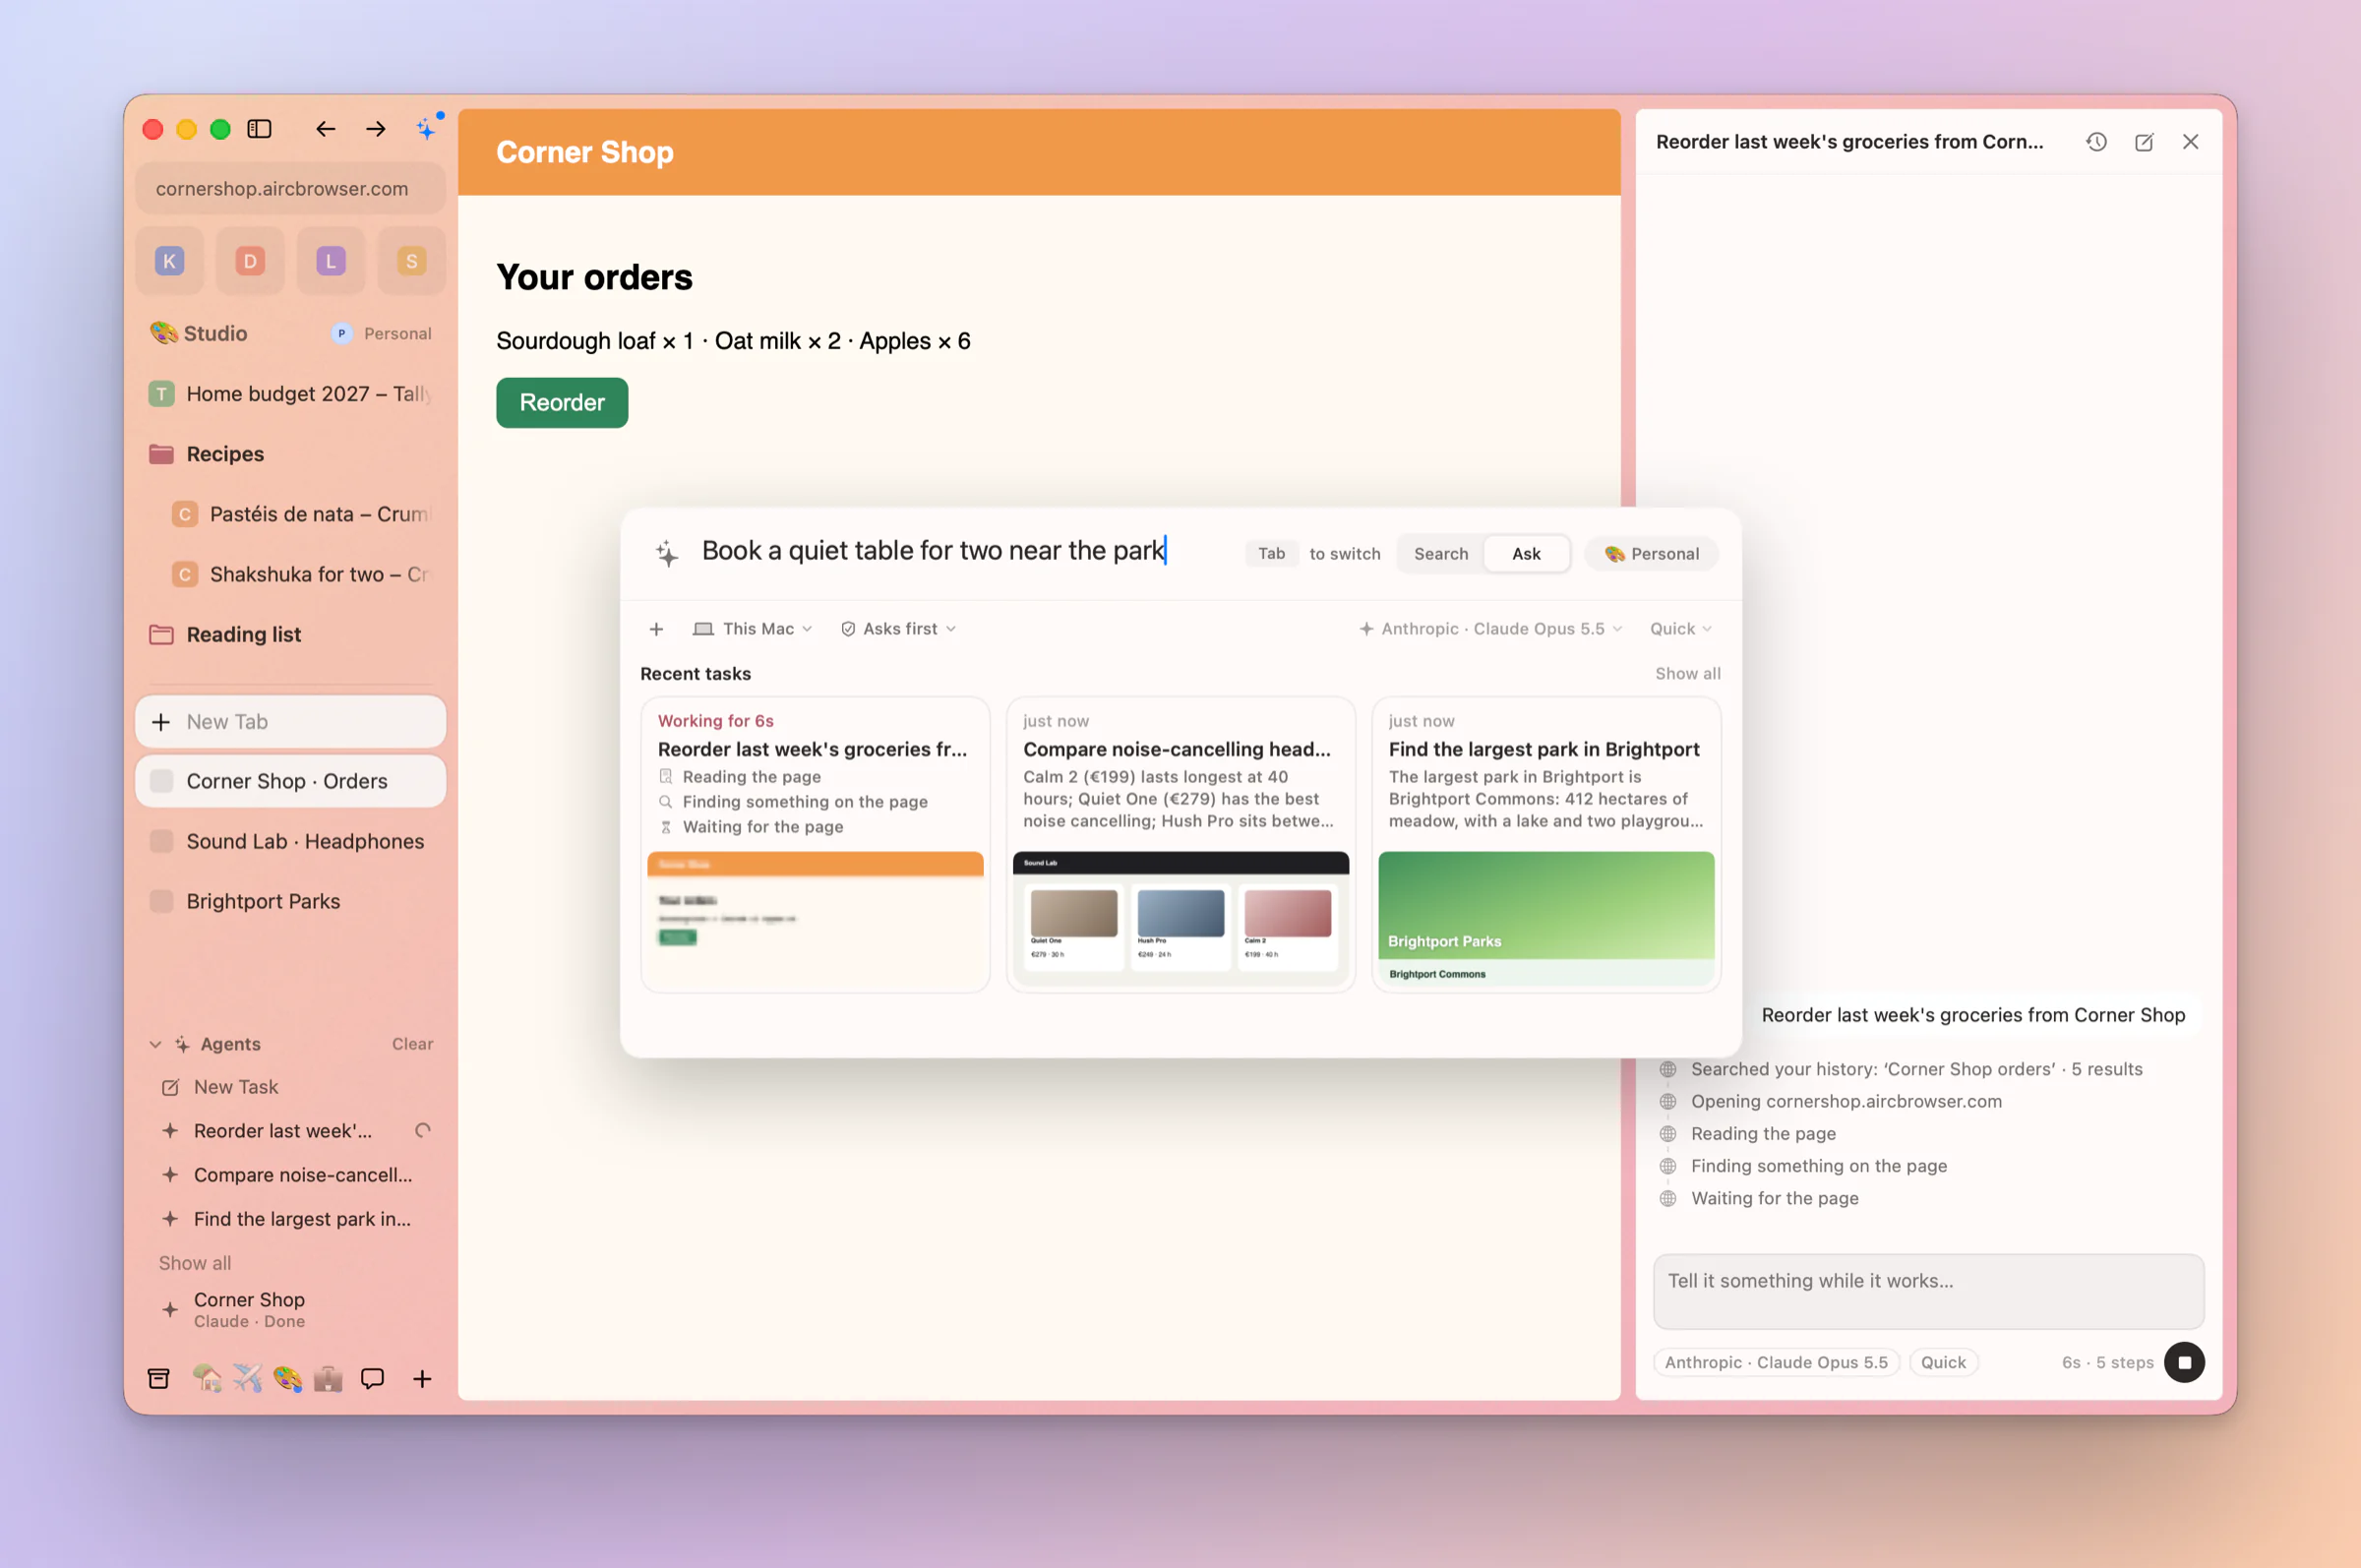 cornershop.aircbrowser.com
K
D
L
S
🎨 Studio
P Personal
T Home budget 2027 – Tally
Recipes
C Pastéis de nata – Crum
C Shakshuka for two – Cr
Reading list
New Tab
Corner Shop · Orders
Sound Lab · Headphones
Brightport Parks
Agents
Clear
New Task
Reorder last week'...
Compare noise-cancell...
Find the largest park in...
Show all
Corner Shop
Claude · Done
Corner Shop
Your orders
Sourdough loaf × 1 · Oat milk × 2 · Apples × 6
Reorder
Book a quiet table for two near the park
Tab to switch
Search
Ask
🎨 Personal
This Mac
Asks first
Anthropic · Claude Opus 5.5
Quick
Recent tasks
Show all
Working for 6s
Reorder last week's groceries fr...
Reading the page
Finding something on the page
Waiting for the page
just now
Compare noise-cancelling head...
Calm 2 (€199) lasts longest at 40
hours; Quiet One (€279) has the best
noise cancelling; Hush Pro sits betwe...
Sound Lab
Quiet One
€279 · 30 h
Hush Pro
€249 · 24 h
Calm 2
€199 · 40 h
just now
Find the largest park in Brightport
The largest park in Brightport is
Brightport Commons: 412 hectares of
meadow, with a lake and two playgrou...
Brightport Parks
Brightport Commons
Reorder last week's groceries from Corn...
Reorder last week's groceries from Corner Shop
Searched your history: ‘Corner Shop orders’ · 5 results
Opening cornershop.aircbrowser.com
Reading the page
Finding something on the page
Waiting for the page
Tell it something while it works...
Anthropic · Claude Opus 5.5
Quick
6s · 5 steps